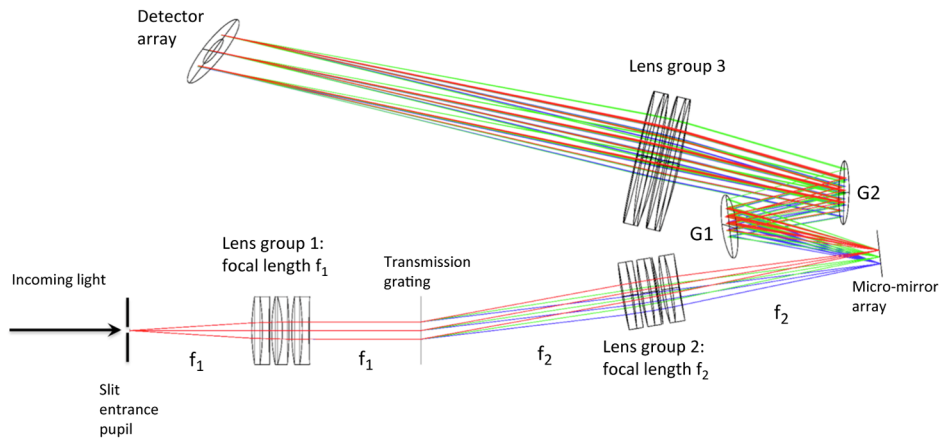 Detector
array
Lens group 3
G2
G1
Lens group 1:
focal length f₁
Transmission
grating
Incoming light
Micro-mirror
array
f₂
f₁
f₁
f₂
Lens group 2:
focal length f₂
Slit
entrance
pupil